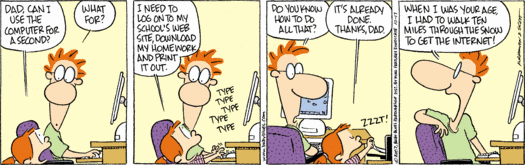 DAD, CAN I
USE THE
COMPUTER FOR
A SECOND?
WHAT
FOR?
I NEED TO
LOG ON TO MY
SCHOOL'S WEB
SITE, DOWNLOAD
MY HOMEWORK
AND PRINT
IT OUT.
TYPE
TYPE
TYPE
TYPE
TYPE
DO YOU KNOW
HOW TO DO
ALL THAT?
IT'S ALREADY
DONE.
THANKS, DAD.
ZZZT!
WHEN I WAS YOUR AGE,
I HAD TO WALK TEN
MILES THROUGH THE SNOW
TO GET THE INTERNET!